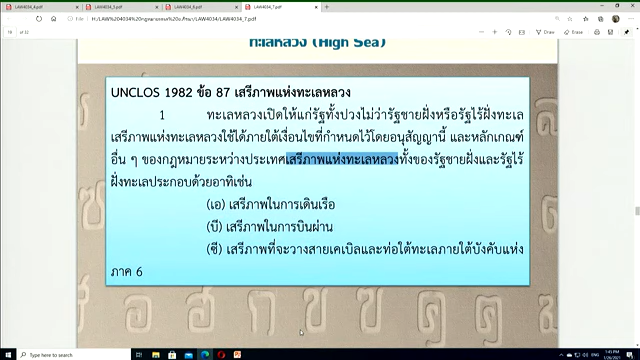 LAW4034_4.pdf
LAW4034_5.pdf
LAW4034_6.pdf
LAW4034_7.pdf
ทะเลหลวง (High Sea)
UNCLOS 1982 ข้อ 87 เสรีภาพแห่งทะเลหลวง
1 ทะเลหลวงเปิดให้แก่รัฐทั้งปวงไม่ว่ารัฐชายฝั่งหรือรัฐไร้ฝั่งทะเล
เสรีภาพแห่งทะเลหลวงใช้ได้ภายใต้เงื่อนไขที่กำหนดไว้โดยอนุสัญญานี้ และหลักเกณฑ์
อื่น ๆ ของกฎหมายระหว่างประเทศเสรีภาพแห่งทะเลหลวงทั้งของรัฐชายฝั่งและรัฐไร้
ฝั่งทะเลประกอบด้วยอาทิเช่น
(เอ) เสรีภาพในการเดินเรือ
(บี) เสรีภาพในการบินผ่าน
(ซี) เสรีภาพที่จะวางสายเคเบิลและท่อใต้ทะเลภายใต้บังคับแห่ง
ภาค 6
Type here to search
1:45 PM